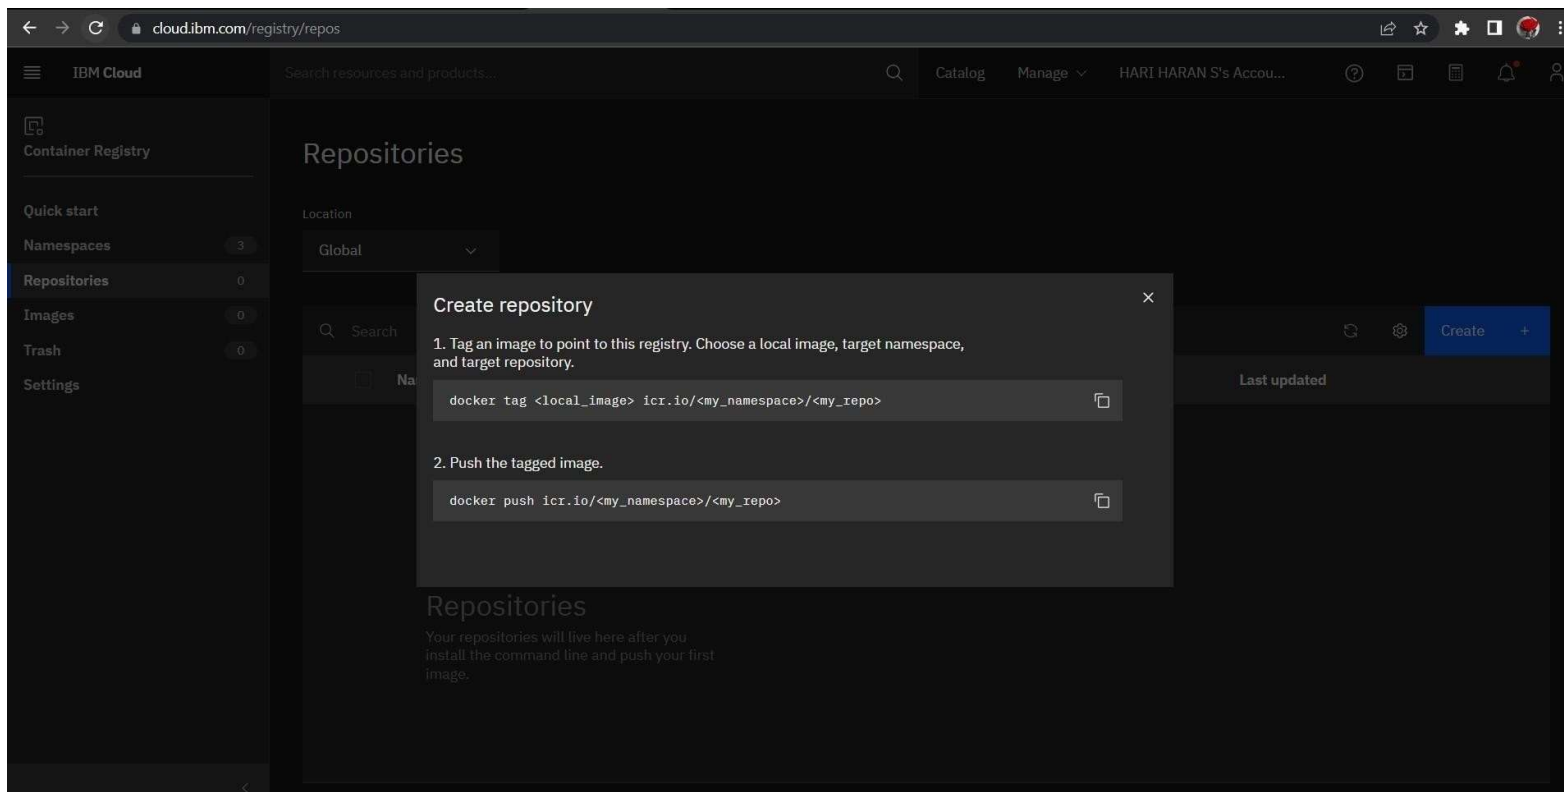 cloud.ibm.com/registry/repos
IBM Cloud
Search resources and products...
Catalog
Manage
HARI HARAN S's Accou...
Container Registry
Repositories
Quick start
Location
Namespaces 3
Global
Repositories 0
Images 0
Trash 0
Settings
Search
Create +
Na
Last updated
Create repository
1. Tag an image to point to this registry. Choose a local image, target namespace,
and target repository.
docker tag <local_image> icr.io/<my_namespace>/<my_repo>
2. Push the tagged image.
docker push icr.io/<my_namespace>/<my_repo>
Repositories
Your repositories will live here after you
install the command line and push your first
image.